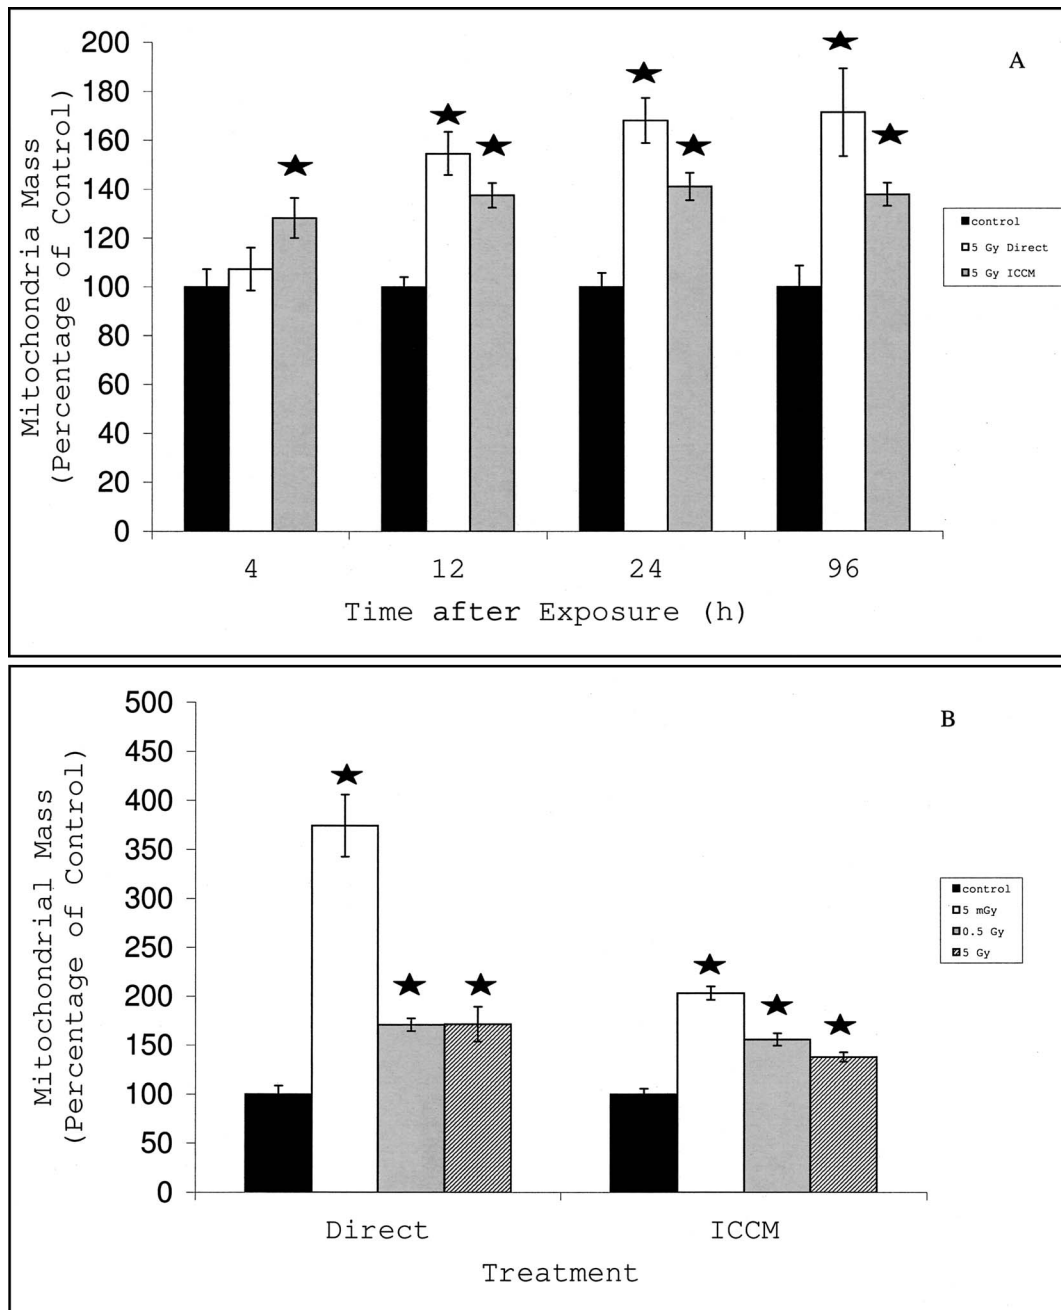 A
Mitochondria Mass
(Percentage of Control)
200
180
160
140
120
100
80
60
40
20
0
4 12 24 96
Time after Exposure (h)
control
5 Gy Direct
5 Gy ICCM
B
Mitochondrial Mass
(Percentage of Control)
500
450
400
350
300
250
200
150
100
50
0
Direct ICCM
Treatment
control
5 mGy
0.5 Gy
5 Gy